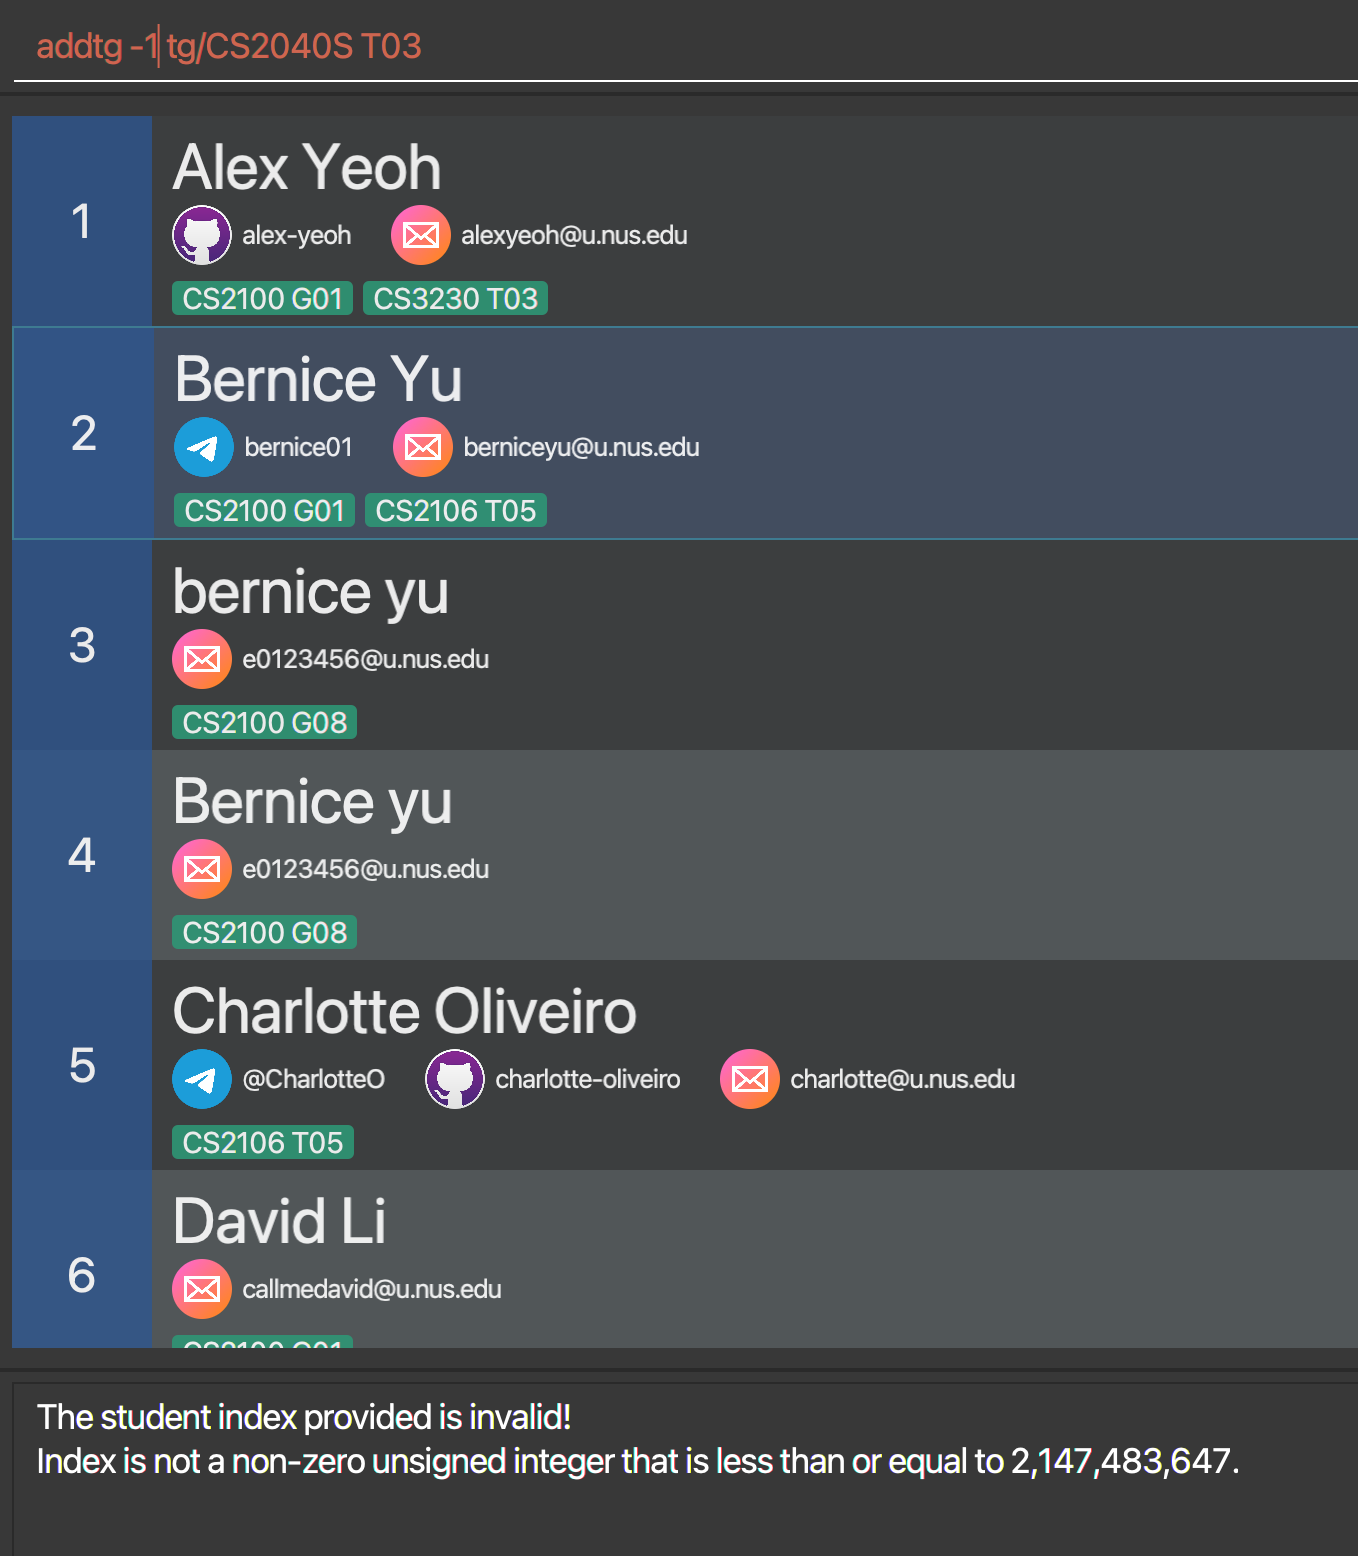 addtg -1 tg/CS2040S T03
1
Alex Yeoh
alex-yeoh alexyeoh@u.nus.edu
CS2100 G01 CS3230 T03
2
Bernice Yu
bernice01 berniceyu@u.nus.edu
CS2100 G01 CS2106 T05
3
bernice yu
e0123456@u.nus.edu
CS2100 G08
4
Bernice yu
e0123456@u.nus.edu
CS2100 G08
5
Charlotte Oliveiro
@CharlotteO charlotte-oliveiro charlotte@u.nus.edu
CS2106 T05
6
David Li
callmedavid@u.nus.edu
CS2100 G01
The student index provided is invalid!
Index is not a non-zero unsigned integer that is less than or equal to 2,147,483,647.